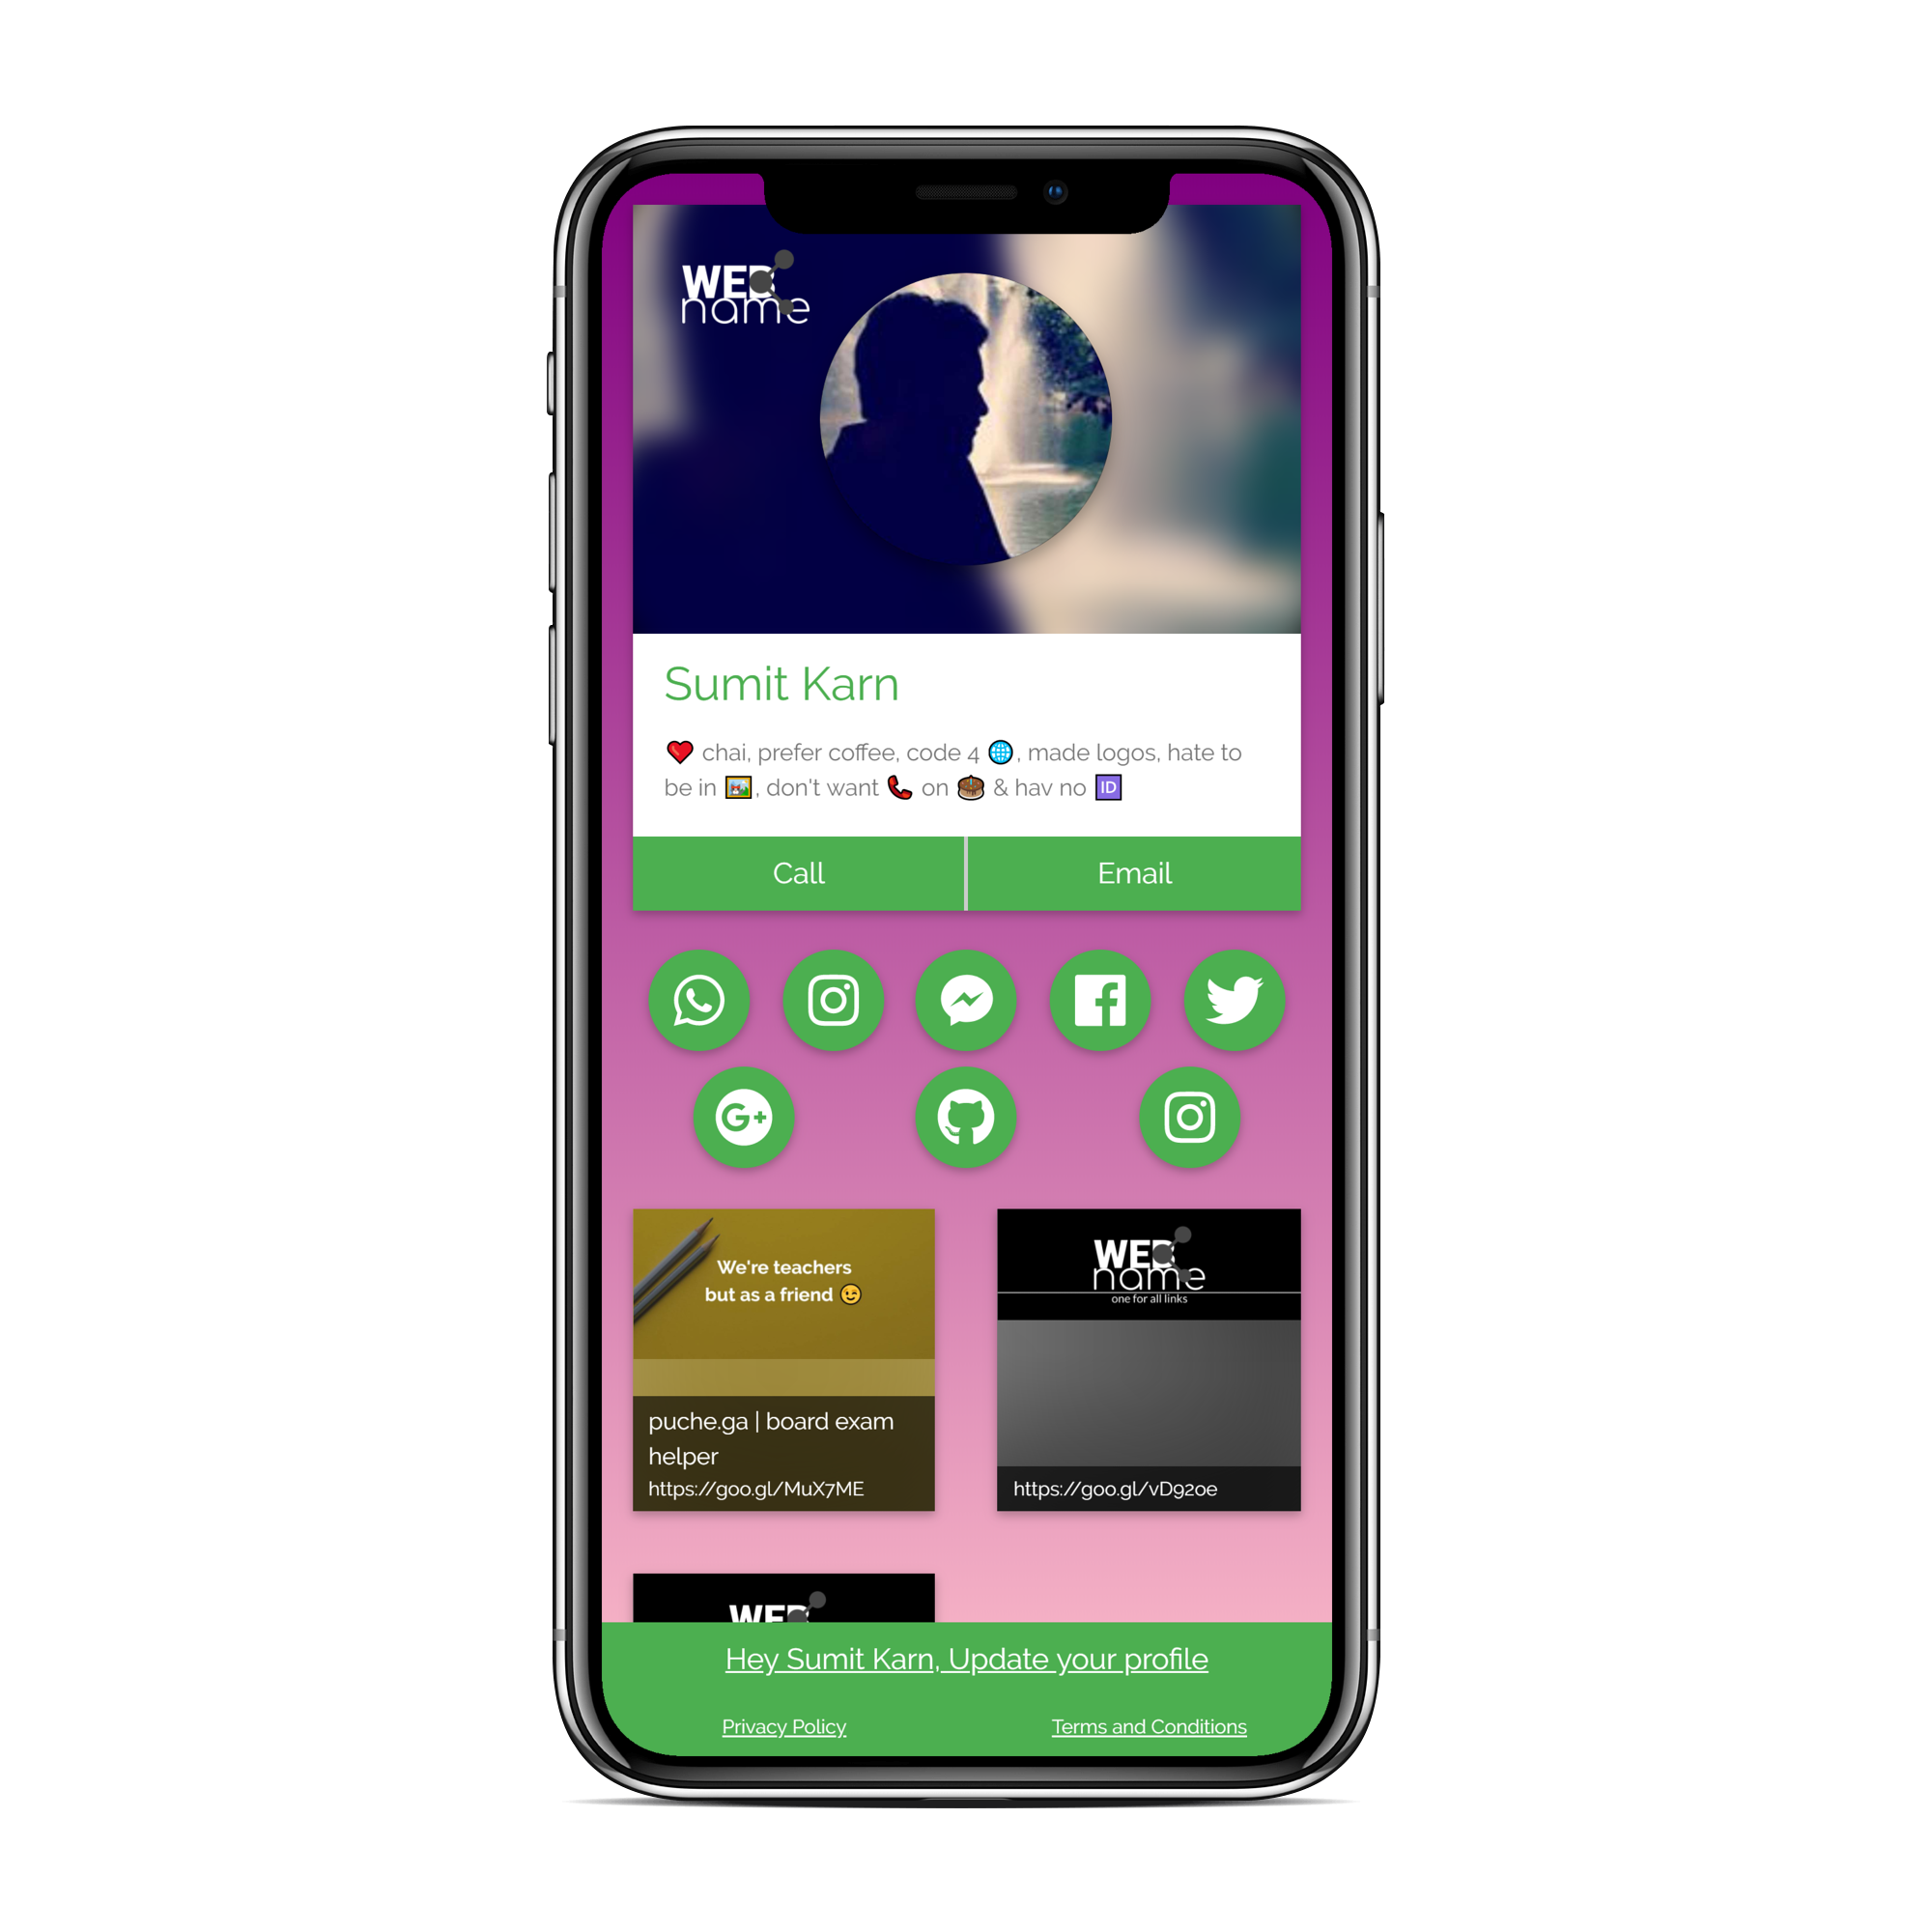 WEB
name
Sumit Karn
❤️ chai, prefer coffee, code 4 🌐, made logos, hate to
be in 🖼️, don't want 📞 on 🎂 & hav no 🆔
Call
Email
We're teachers
but as a friend 😉
puche.ga | board exam
helper
https://goo.gl/MuX7ME
WEB
name
one for all links
https://goo.gl/vD92oe
WEB
Hey Sumit Karn, Update your profile
Privacy Policy
Terms and Conditions